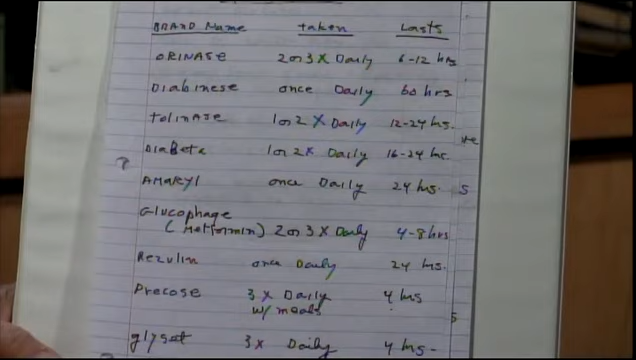 BRAND Name taken Lasts
ORINASE 2 or 3 X Daily 6-12 hrs
Diabinese once Daily 60 hrs
TolinAse 1 or 2 X Daily 12-24 hrs.
DiaBeta 1 or 2 X Daily 16-24 hrs.
?
AMARYl once Daily 24 hrs.
Glucophage
(Metformin) 2 or 3 X Daily 4-8 hrs
Rezulin once Daily 24 hrs.
Precose 3 X Daily 4 hrs
w/ meals
glyset 3 X Daily 4 hrs-